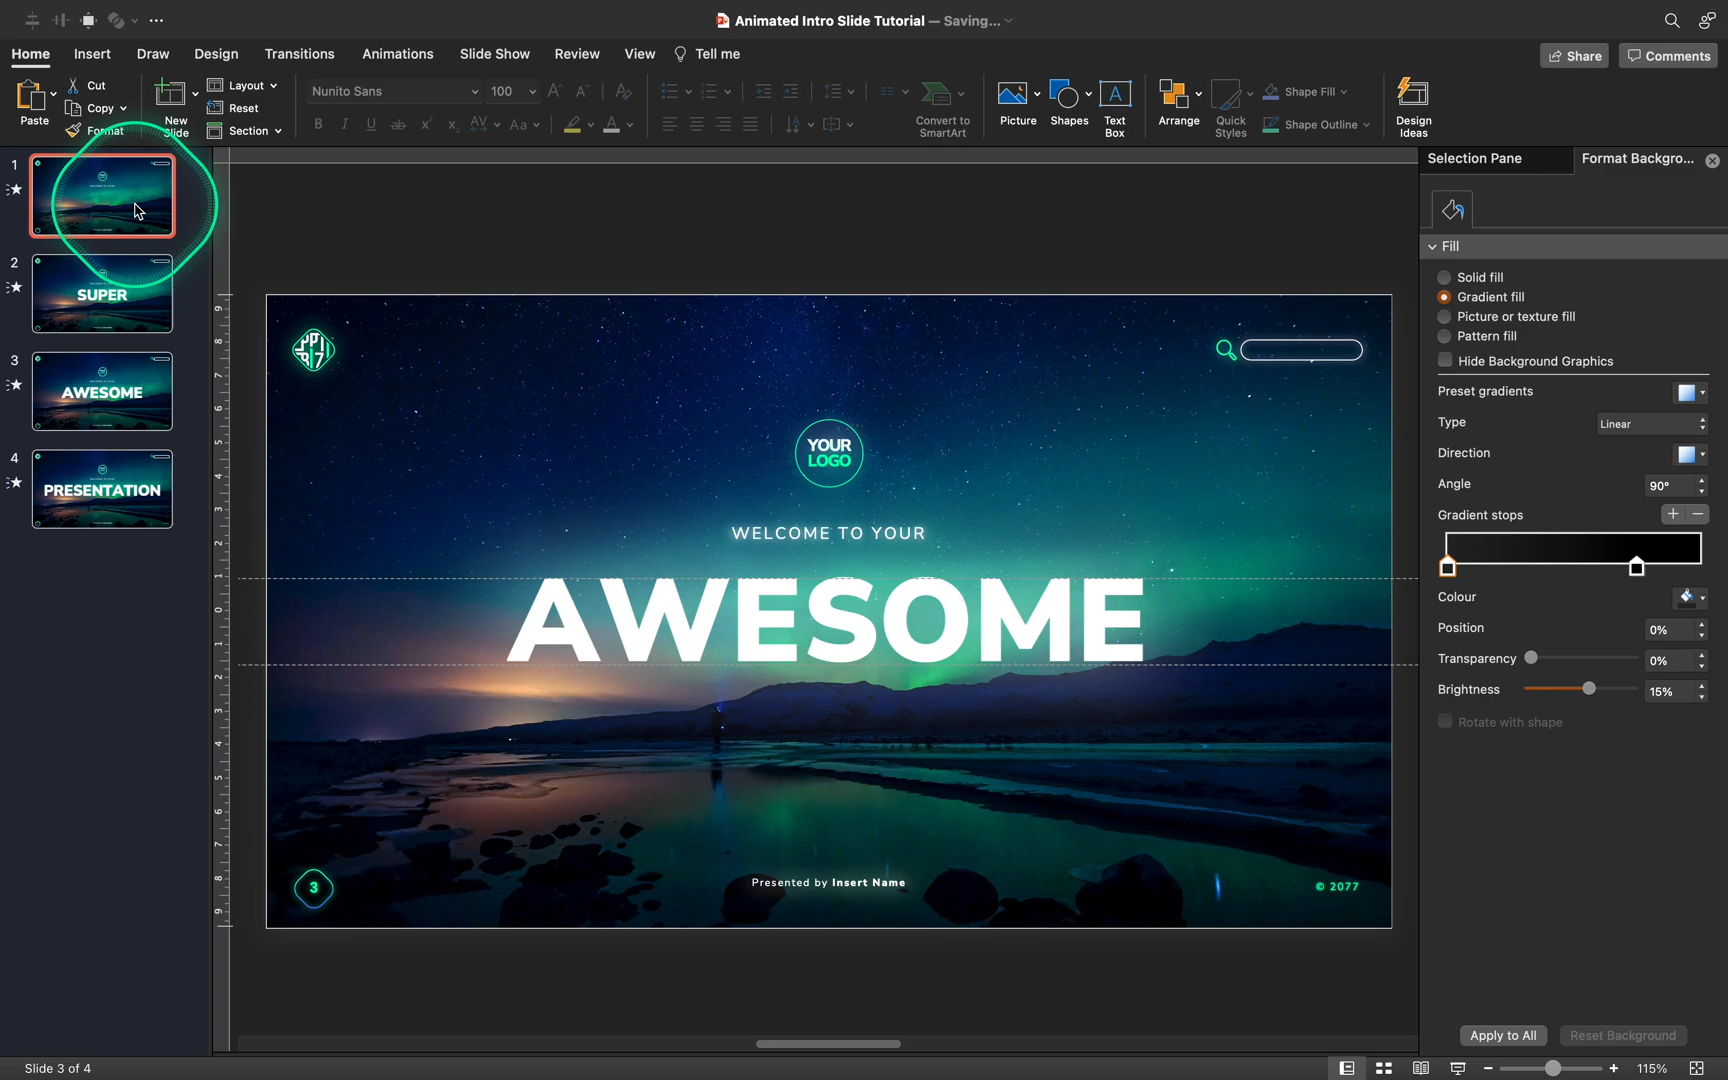 Animated Intro Slide Tutorial — Saving...
Home Insert Draw Design Transitions Animations Slide Show Review View Tell me
Share Comments
Paste
Cut
Copy
Format
New
Slide
Layout
Reset
Section
Nunito Sans 100
B I U ab x² x₂ AV Aa A
Convert to
SmartArt
Picture
Shapes
Text
Box
Arrange
Quick
Styles
Shape Fill
Shape Outline
Design
Ideas
1
2
SUPER
3
AWESOME
4
PRESENTATION
YOUR
LOGO
WELCOME TO YOUR
AWESOME
3
Presented by Insert Name
© 2077
Selection Pane Format Backgro...
Fill
Solid fill
Gradient fill
Picture or texture fill
Pattern fill
Hide Background Graphics
Preset gradients
Type Linear
Direction
Angle 90°
Gradient stops
Colour
Position 0%
Transparency 0%
Brightness 15%
Rotate with shape
Apply to All Reset Background
Slide 3 of 4
115%